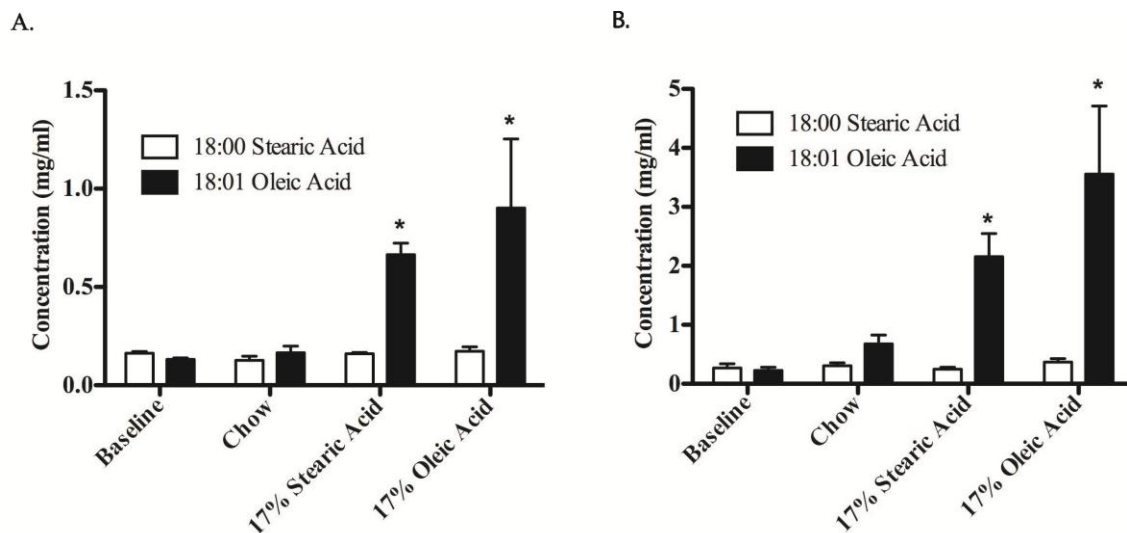 A.
Concentration (mg/ml)
1.5
1.0
0.5
0.0
18:00 Stearic Acid
18:01 Oleic Acid
*
*
Baseline
Chow
17% Stearic Acid
17% Oleic Acid
B.
Concentration (mg/ml)
5
4
3
2
1
0
18:00 Stearic Acid
18:01 Oleic Acid
*
*
Baseline
Chow
17% Stearic Acid
17% Oleic Acid